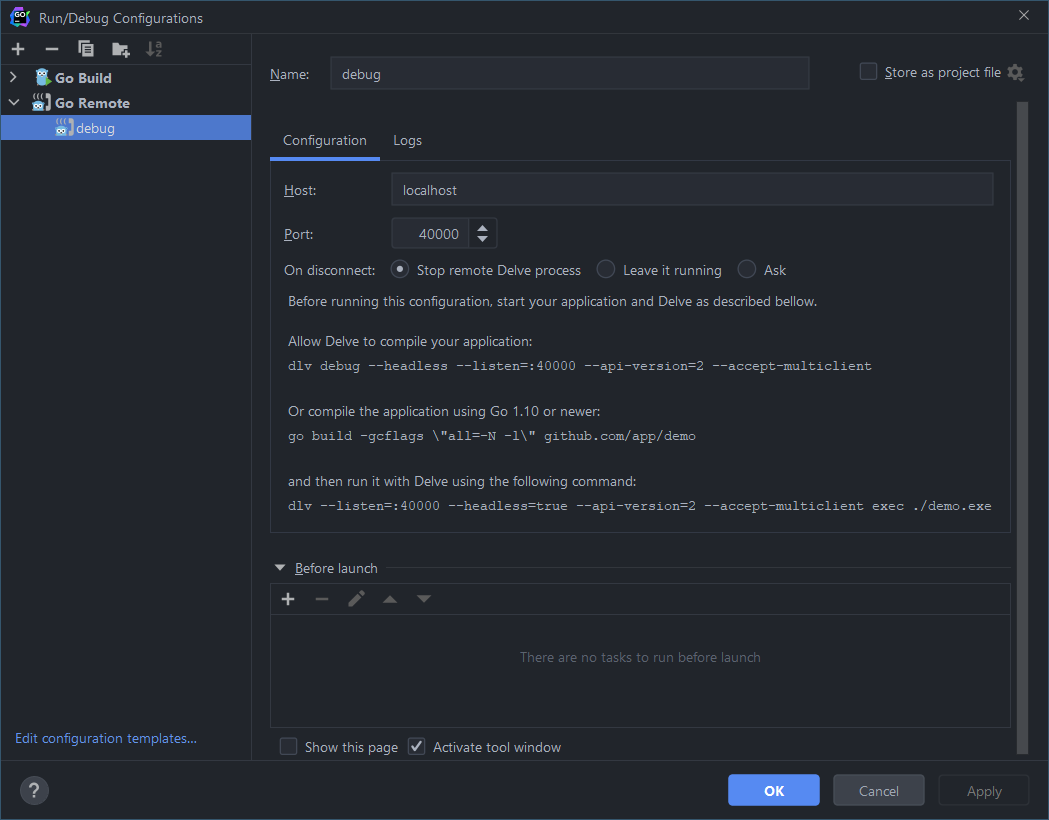 GO
Run/Debug Configurations
Go Build
Go Remote
debug
Name:
debug
Store as project file
Configuration
Logs
Host:
localhost
Port:
40000
On disconnect:
Stop remote Delve process
Leave it running
Ask
Before running this configuration, start your application and Delve as described bellow.
Allow Delve to compile your application:
dlv debug --headless --listen=:40000 --api-version=2 --accept-multiclient
Or compile the application using Go 1.10 or newer:
go build -gcflags \"all=-N -l\" github.com/app/demo
and then run it with Delve using the following command:
dlv --listen=:40000 --headless=true --api-version=2 --accept-multiclient exec ./demo.exe
Before launch
There are no tasks to run before launch
Show this page
Activate tool window
Edit configuration templates...
?
OK
Cancel
Apply